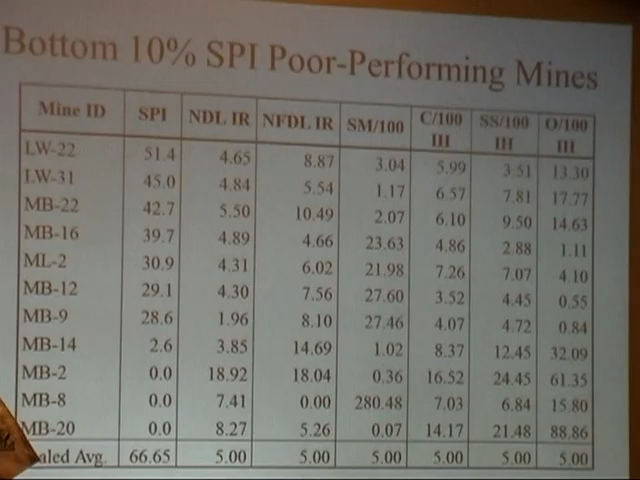 Bottom 10% SPI Poor-Performing Mines
Mine ID SPI NDL IR NFDL IR SM/100 C/100 III SS/100 III O/100 III
LW-22 51.4 4.65 8.87 3.04 5.99 3.51 13.30
LW-31 45.0 4.84 5.54 1.17 6.57 7.81 17.77
MB-22 42.7 5.50 10.49 2.07 6.10 9.50 14.63
MB-16 39.7 4.89 4.66 23.63 4.86 2.88 1.11
ML-2 30.9 4.31 6.02 21.98 7.26 7.07 4.10
MB-12 29.1 4.30 7.56 27.60 3.52 4.45 0.55
MB-9 28.6 1.96 8.10 27.46 4.07 4.72 0.84
MB-14 2.6 3.85 14.69 1.02 8.37 12.45 32.09
MB-2 0.0 18.92 18.04 0.36 16.52 24.45 61.35
MB-8 0.0 7.41 0.00 280.48 7.03 6.84 15.80
MB-20 0.0 8.27 5.26 0.07 14.17 21.48 88.86
aled Avg. 66.65 5.00 5.00 5.00 5.00 5.00 5.00